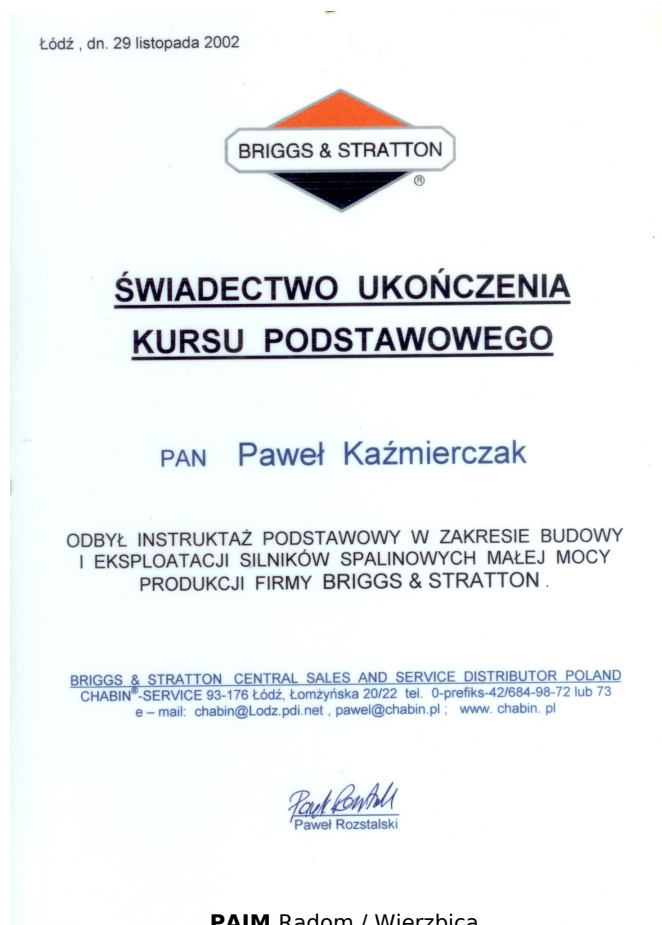 Łódź , dn. 29 listopada 2002
BRIGGS & STRATTON
®
ŚWIADECTWO UKOŃCZENIA
KURSU PODSTAWOWEGO
PAN Paweł Kaźmierczak
ODBYŁ INSTRUKTAŻ PODSTAWOWY W ZAKRESIE BUDOWY
I EKSPLOATACJI SILNIKÓW SPALINOWYCH MAŁEJ MOCY
PRODUKCJI FIRMY BRIGGS & STRATTON .
BRIGGS & STRATTON CENTRAL SALES AND SERVICE DISTRIBUTOR POLAND
CHABIN®-SERVICE 93-176 Łódź, Łomżyńska 20/22 tel. 0-prefiks-42/684-98-72 lub 73
e – mail: chabin@Lodz.pdi.net , pawel@chabin.pl ; www. chabin. pl
Paweł Rozstalski
PAIM Radom / Wierzbica